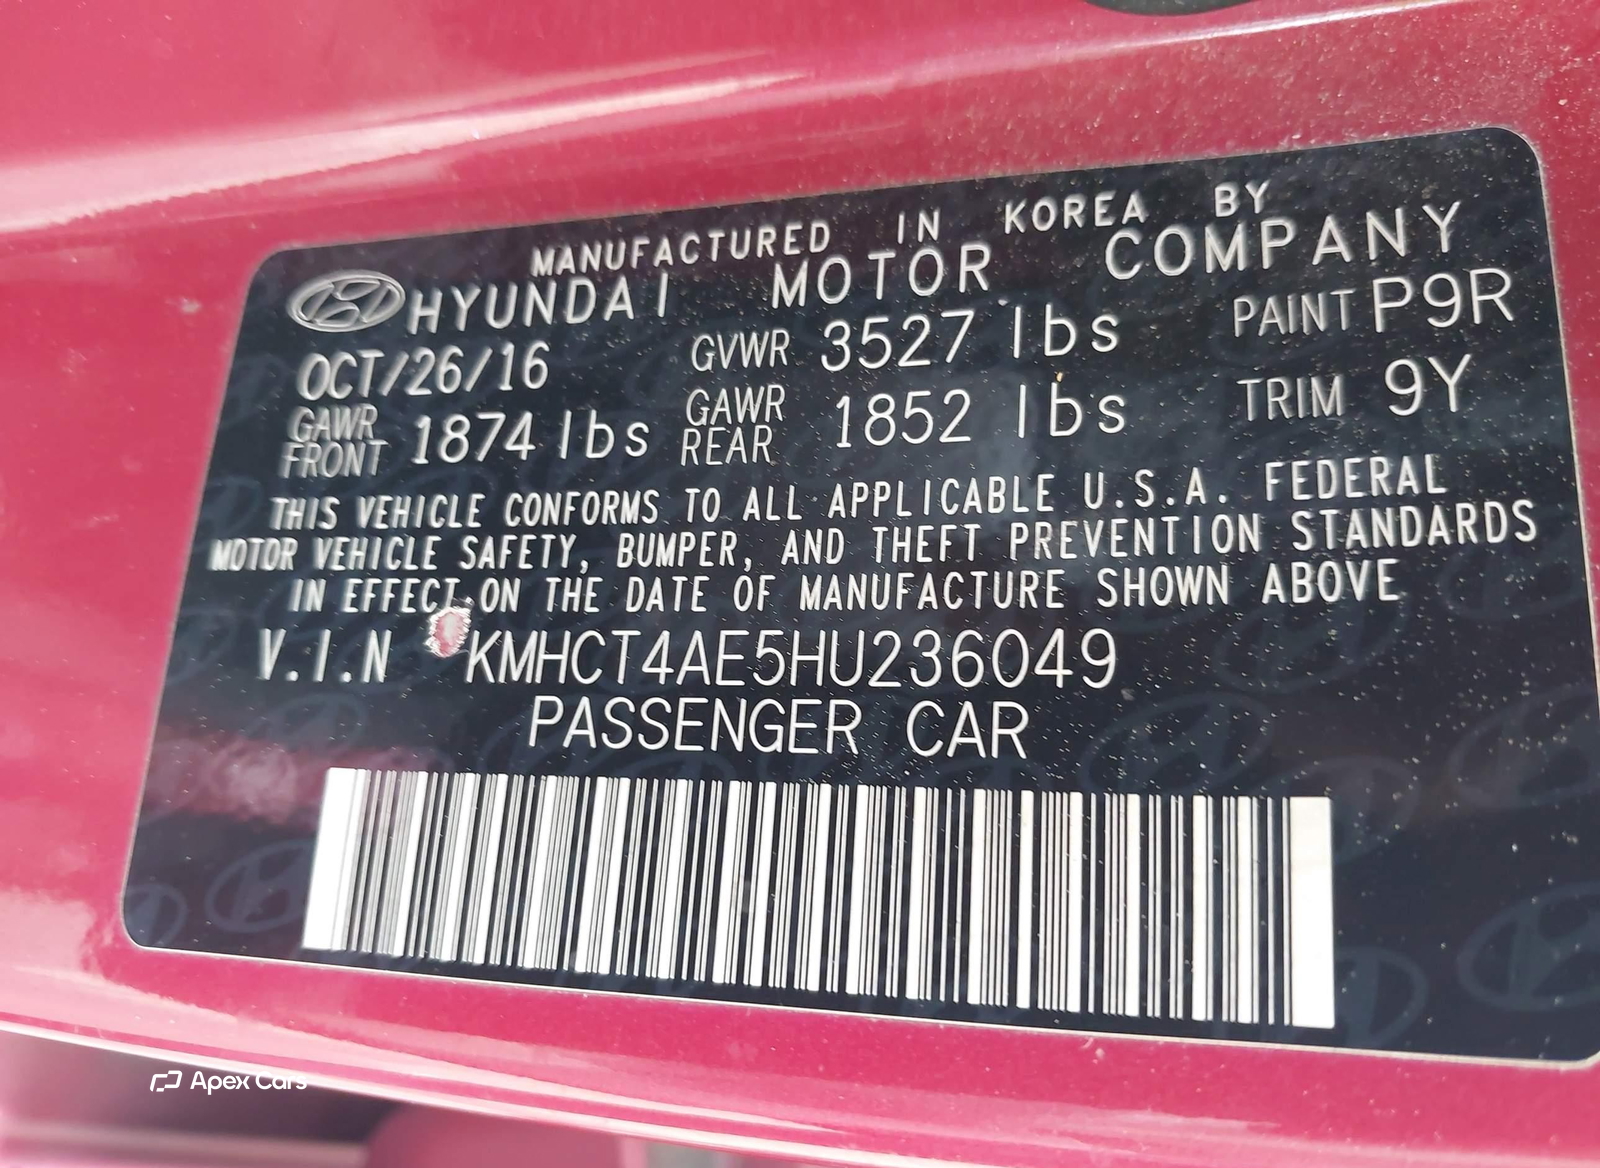 MANUFACTURED IN KOREA BY
HYUNDAI MOTOR COMPANY
OCT/26/16 GVWR 3527 lbs PAINT P9R
GAWR FRONT 1874 lbs GAWR REAR 1852 lbs TRIM 9Y
THIS VEHICLE CONFORMS TO ALL APPLICABLE U.S.A. FEDERAL
MOTOR VEHICLE SAFETY, BUMPER, AND THEFT PREVENTION STANDARDS
IN EFFECT ON THE DATE OF MANUFACTURE SHOWN ABOVE
V.I.N KMHCT4AE5HU236049
PASSENGER CAR
Apex Cars